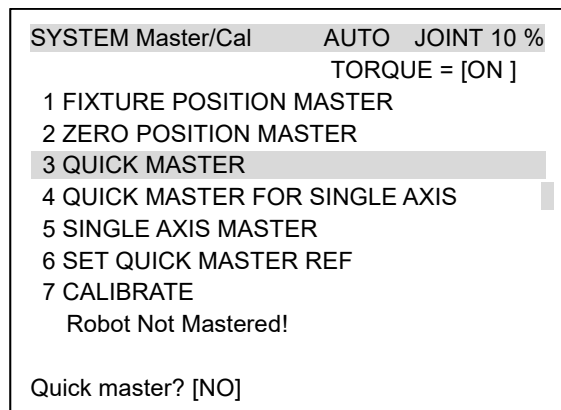 SYSTEM Master/Cal AUTO JOINT 10 %
TORQUE = [ON ]
1 FIXTURE POSITION MASTER
2 ZERO POSITION MASTER
3 QUICK MASTER
4 QUICK MASTER FOR SINGLE AXIS
5 SINGLE AXIS MASTER
6 SET QUICK MASTER REF
7 CALIBRATE
Robot Not Mastered!
Quick master? [NO]